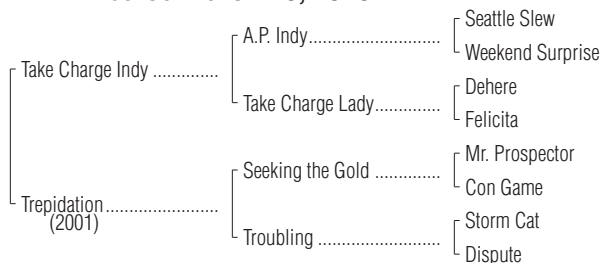 A.P. Indy
Seattle Slew
Weekend Surprise
Take Charge Indy
Take Charge Lady
Dehere
Felicita
Trepidation
(2001)
Seeking the Gold
Mr. Prospector
Con Game
Troubling
Storm Cat
Dispute